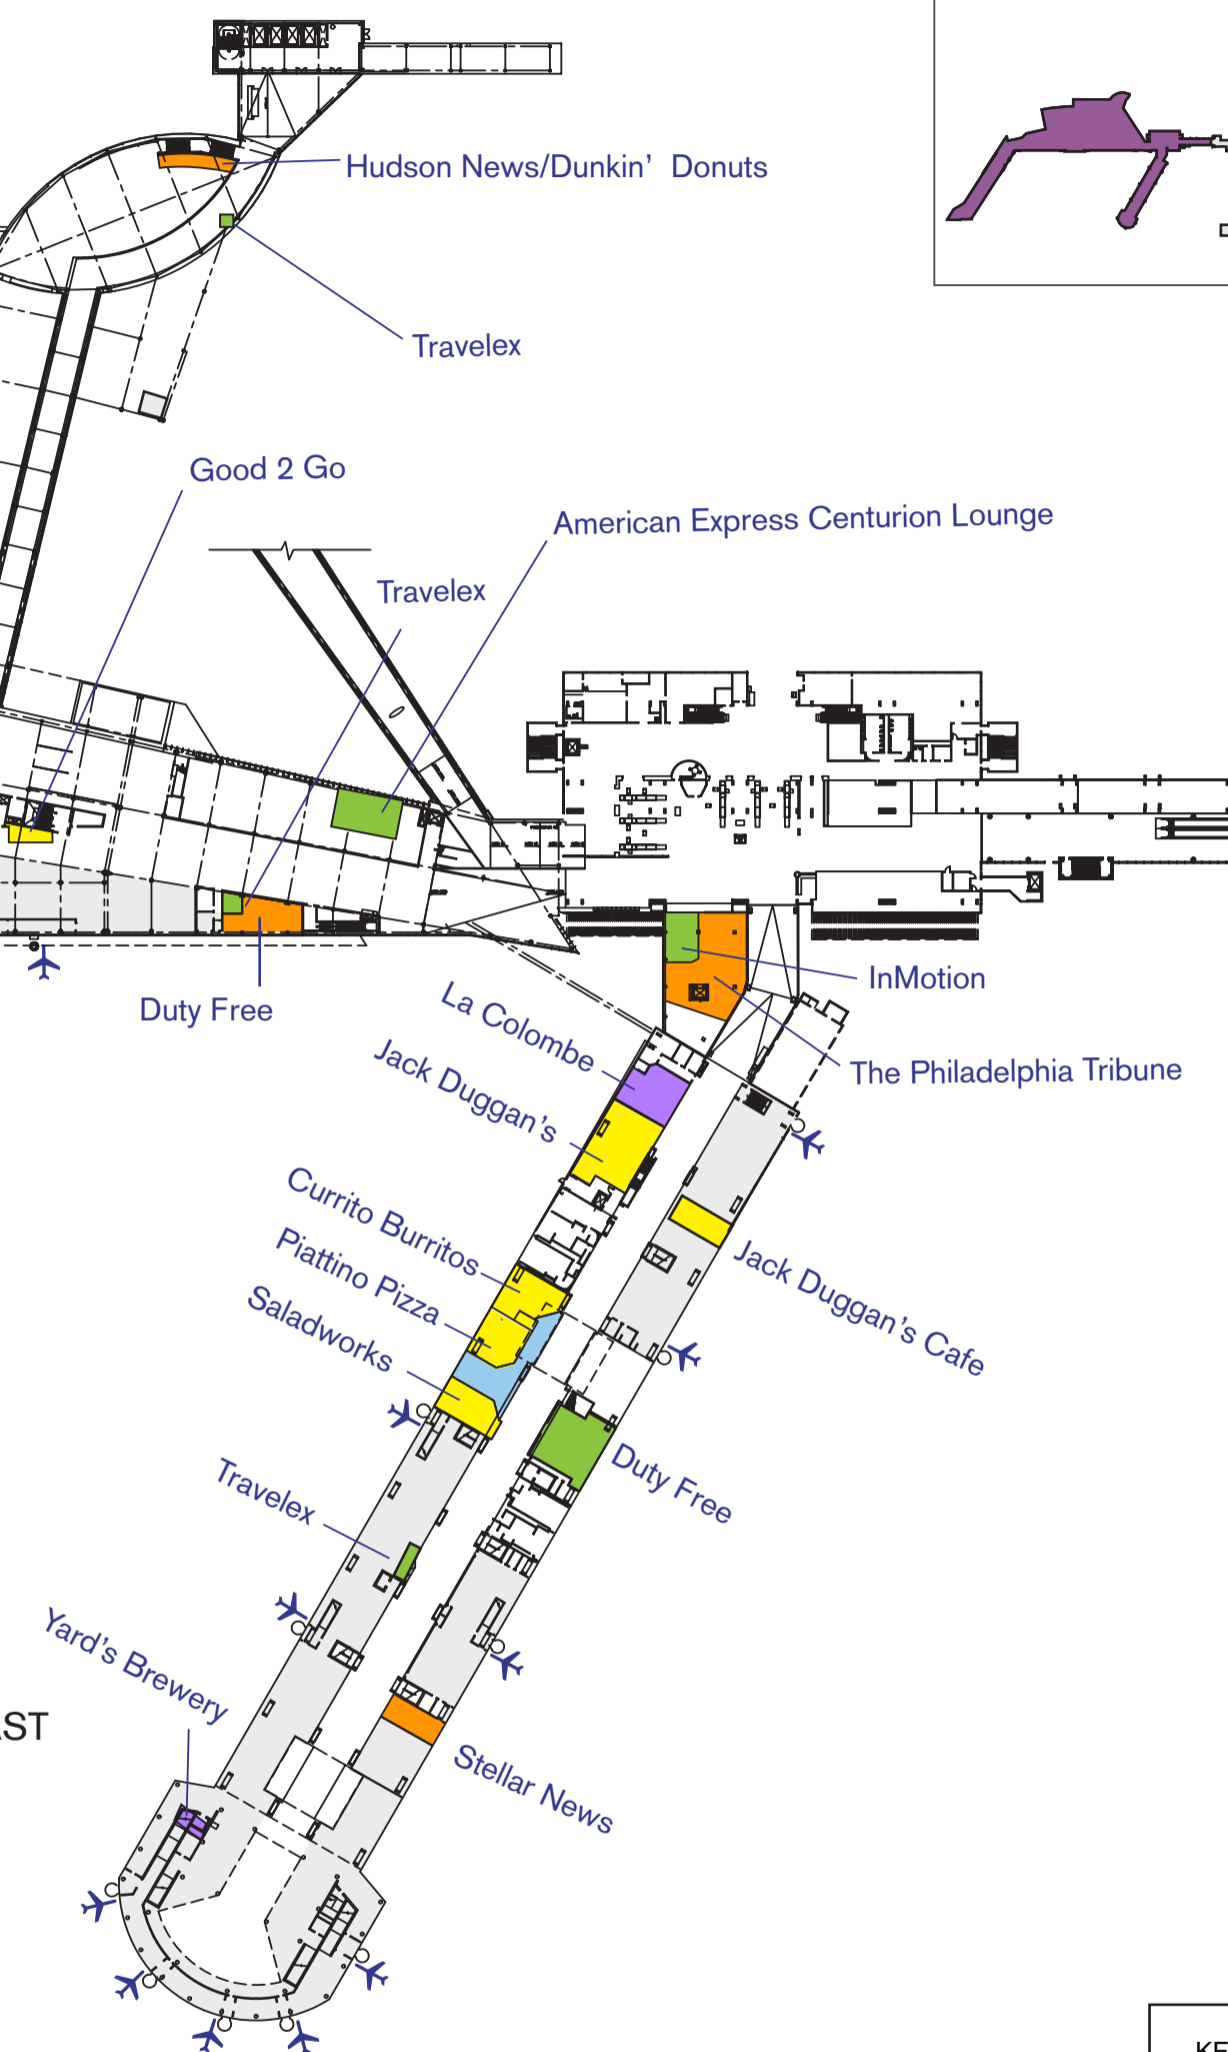 Hudson News/Dunkin' Donuts
Travelex
Good 2 Go
American Express Centurion Lounge
Travelex
InMotion
Duty Free
La Colombe
Jack Duggan's
The Philadelphia Tribune
Currito Burritos
Piattino Pizza
Saladworks
Jack Duggan's Cafe
Duty Free
Travelex
Yard's Brewery
AST
Stellar News